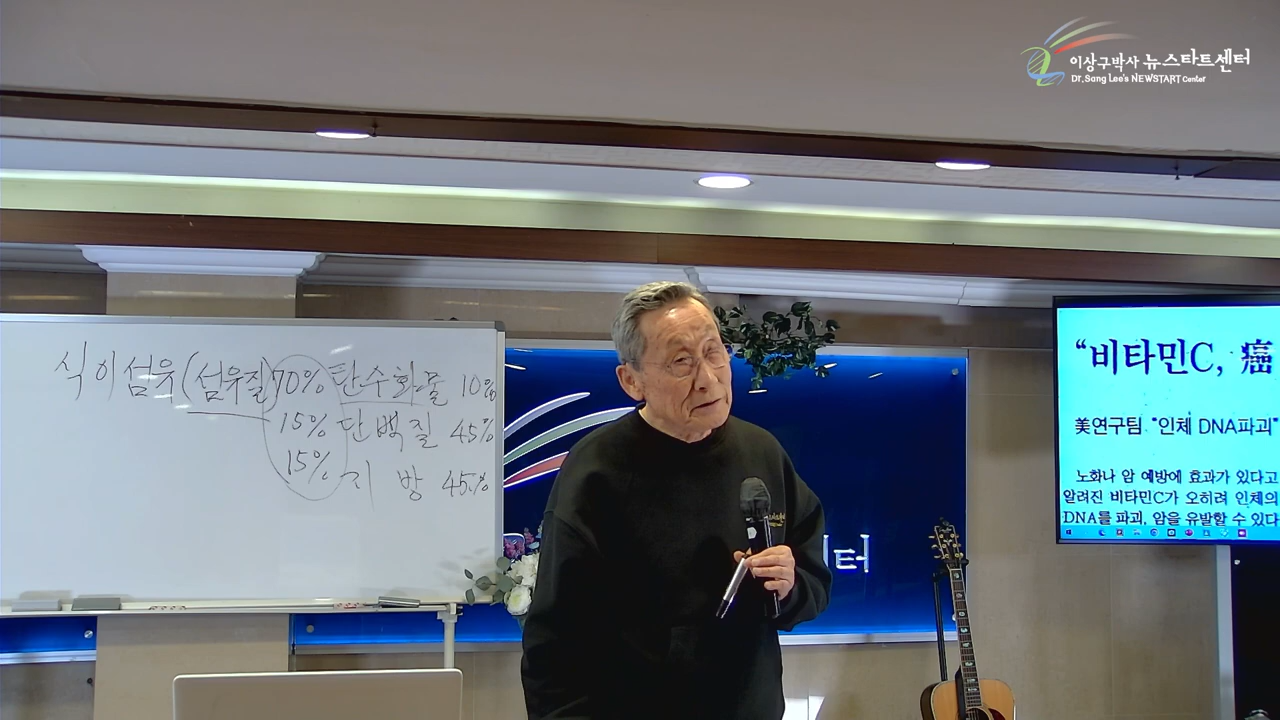 이상구박사 뉴스타트센터
Dr. Sang Lee's NEWSTART Center
식이섬유(섬유질) 70% 탄수화물 10%
15% 단백질 45%
15% 지방 45%
"비타민C, 癌
美연구팀 "인체 DNA파괴"
노화나 암 예방에 효과가 있다고
알려진 비타민C가 오히려 인체의
DNA를 파괴, 암을 유발할 수 있다
터